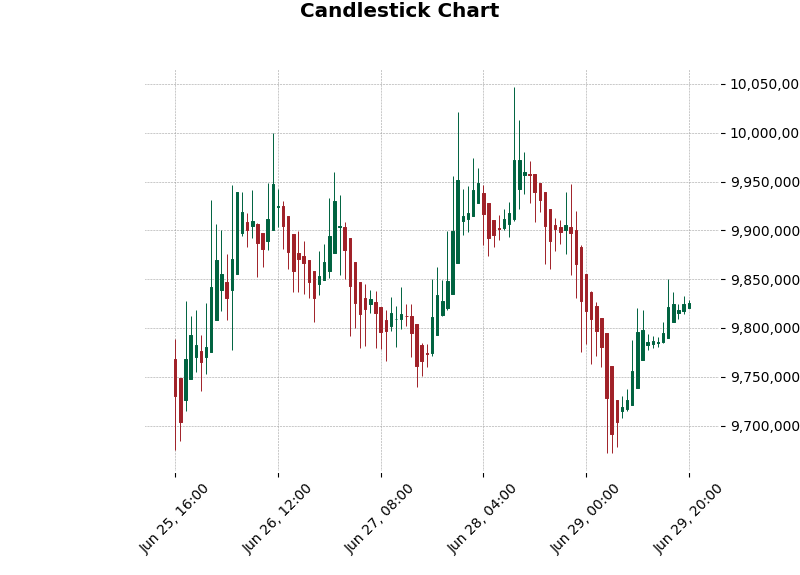 Candlestick Chart
10,050,00
10,000,00
9,950,000
9,900,000
9,850,000
9,800,000
9,750,000
9,700,000
Jun 25, 16:00
Jun 26, 12:00
Jun 27, 08:00
Jun 28, 04:00
Jun 29, 00:00
Jun 29, 20:00